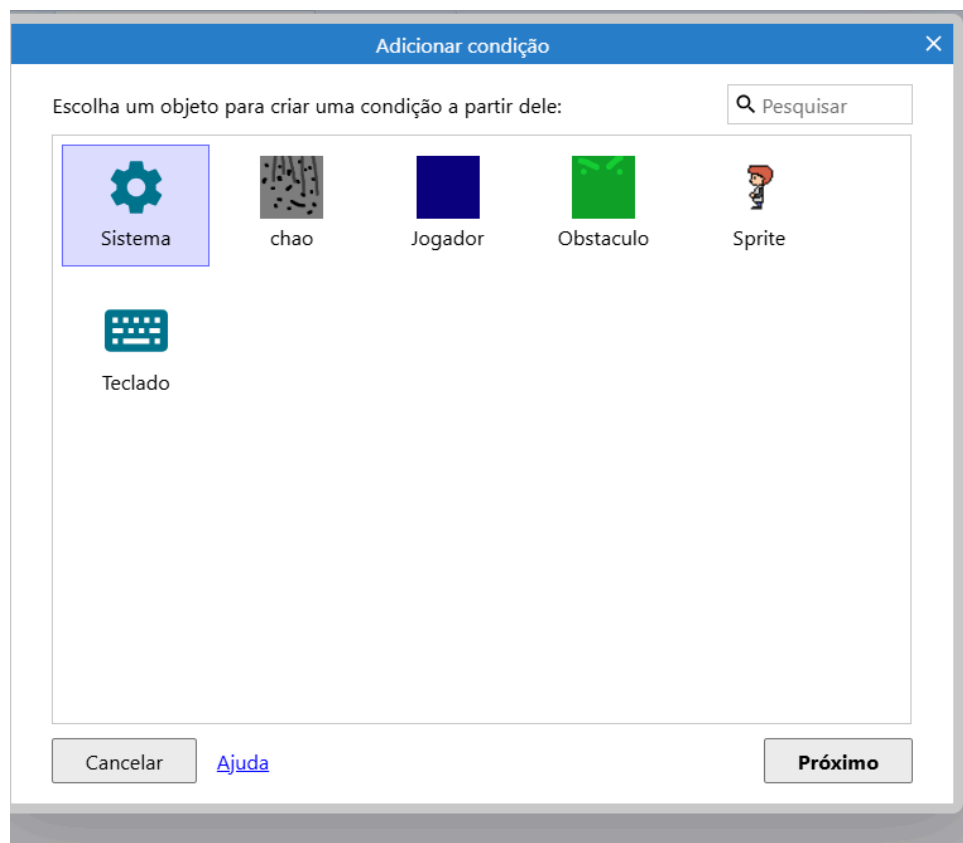 Adicionar condição
Escolha um objeto para criar uma condição a partir dele:
Pesquisar
Sistema
chao
Jogador
Obstaculo
Sprite
Teclado
Cancelar
Ajuda
Próximo